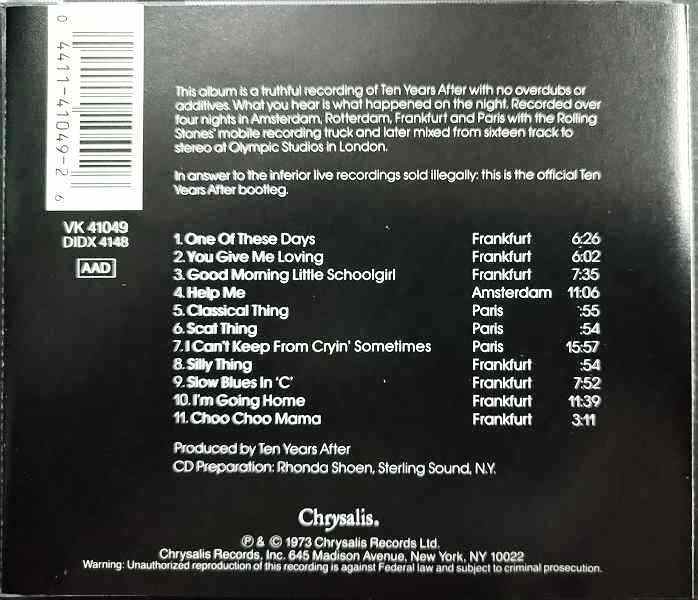 0 4411-41049-2 6
VK 41049
DIDX 4148
AAD
This album is a truthful recording of Ten Years After with no overdubs or
additives. What you hear is what happened on the night. Recorded over
four nights in Amsterdam, Rotterdam, Frankfurt and Paris with the Rolling
Stones' mobile recording truck and later mixed from sixteen track to
stereo at Olympic Studios in London.
In answer to the inferior live recordings sold illegally: this is the official Ten
Years After bootleg.
1. One Of These Days Frankfurt 6:26
2. You Give Me Loving Frankfurt 6:02
3. Good Morning Little Schoolgirl Frankfurt 7:35
4. Help Me Amsterdam 11:06
5. Classical Thing Paris :55
6. Scat Thing Paris :54
7. I Can't Keep From Cryin' Sometimes Paris 15:57
8. Silly Thing Frankfurt :54
9. Slow Blues In 'C' Frankfurt 7:52
10. I'm Going Home Frankfurt 11:39
11. Choo Choo Mama Frankfurt 3:11
Produced by Ten Years After
CD Preparation: Rhonda Shoen, Sterling Sound, N.Y.
Chrysalis.
℗ & © 1973 Chrysalis Records Ltd.
Chrysalis Records, Inc. 645 Madison Avenue, New York, NY 10022
Warning: Unauthorized reproduction of this recording is against Federal law and subject to criminal prosecution.